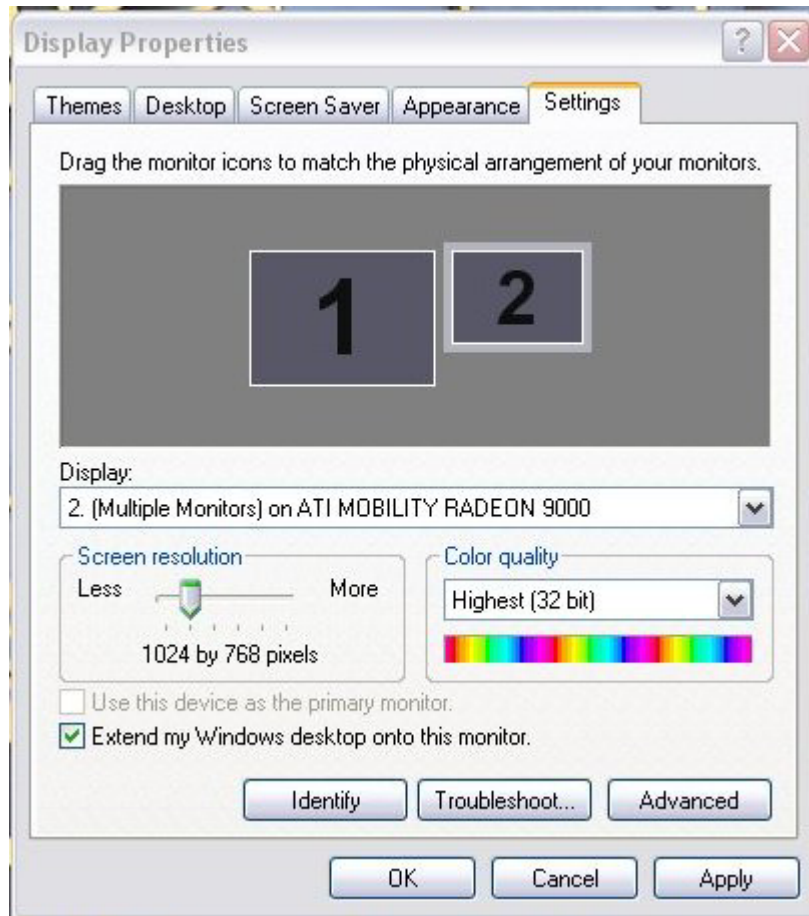 Display Properties
?
Themes Desktop Screen Saver Appearance Settings
Drag the monitor icons to match the physical arrangement of your monitors.
1 2
Display:
2. (Multiple Monitors) on ATI MOBILITY RADEON 9000
Screen resolution
Less More
1024 by 768 pixels
Color quality
Highest (32 bit)
Use this device as the primary monitor.
Extend my Windows desktop onto this monitor.
Identify Troubleshoot... Advanced
OK Cancel Apply